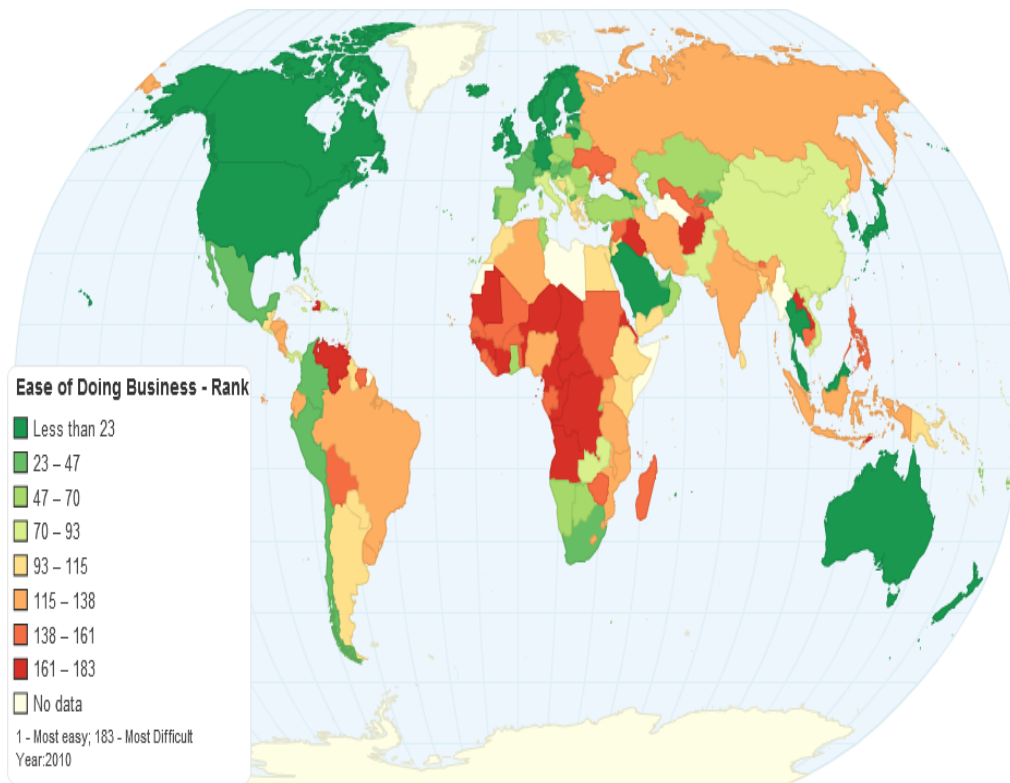 Ease of Doing Business - Rank
Less than 23
23 – 47
47 – 70
70 – 93
93 – 115
115 – 138
138 – 161
161 – 183
No data
1 - Most easy; 183 - Most Difficult
Year:2010